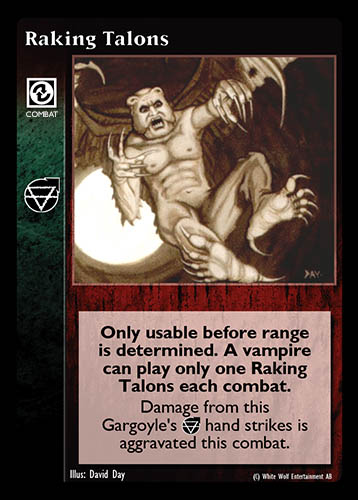 Raking Talons
COMBAT
DAY
Only usable before range
is determined. A vampire
can play only one Raking
Talons each combat.
Damage from this
Gargoyle's hand strikes is
aggravated this combat.
Illus: David Day
(C) White Wolf Entertainment AB